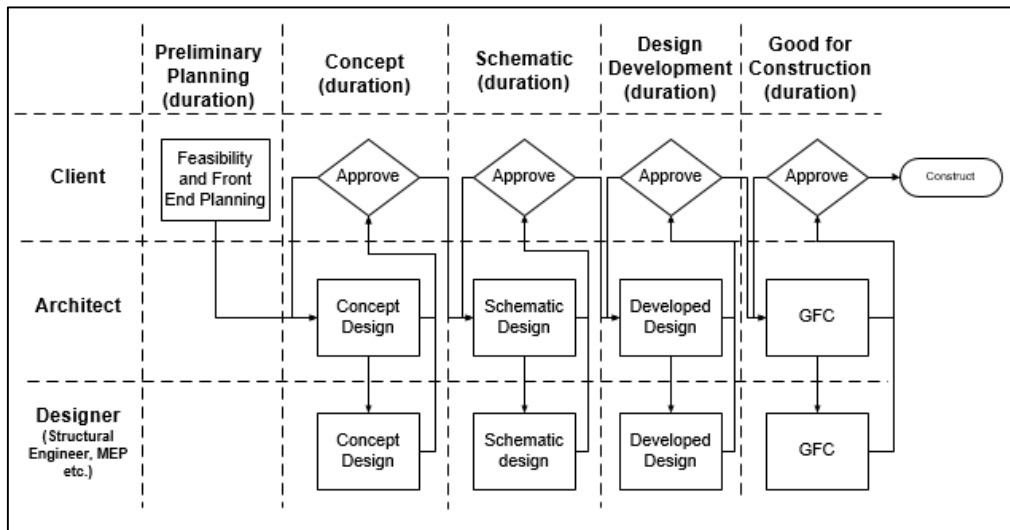 Preliminary
Planning
(duration)
Concept
(duration)
Schematic
(duration)
Design
Development
(duration)
Good for
Construction
(duration)
Client
Feasibility
and Front
End Planning
Approve
Approve
Approve
Approve
Construct
Architect
Concept
Design
Schematic
Design
Developed
Design
GFC
Designer
(Structural
Engineer, MEP
etc.)
Concept
Design
Schematic
design
Developed
Design
GFC